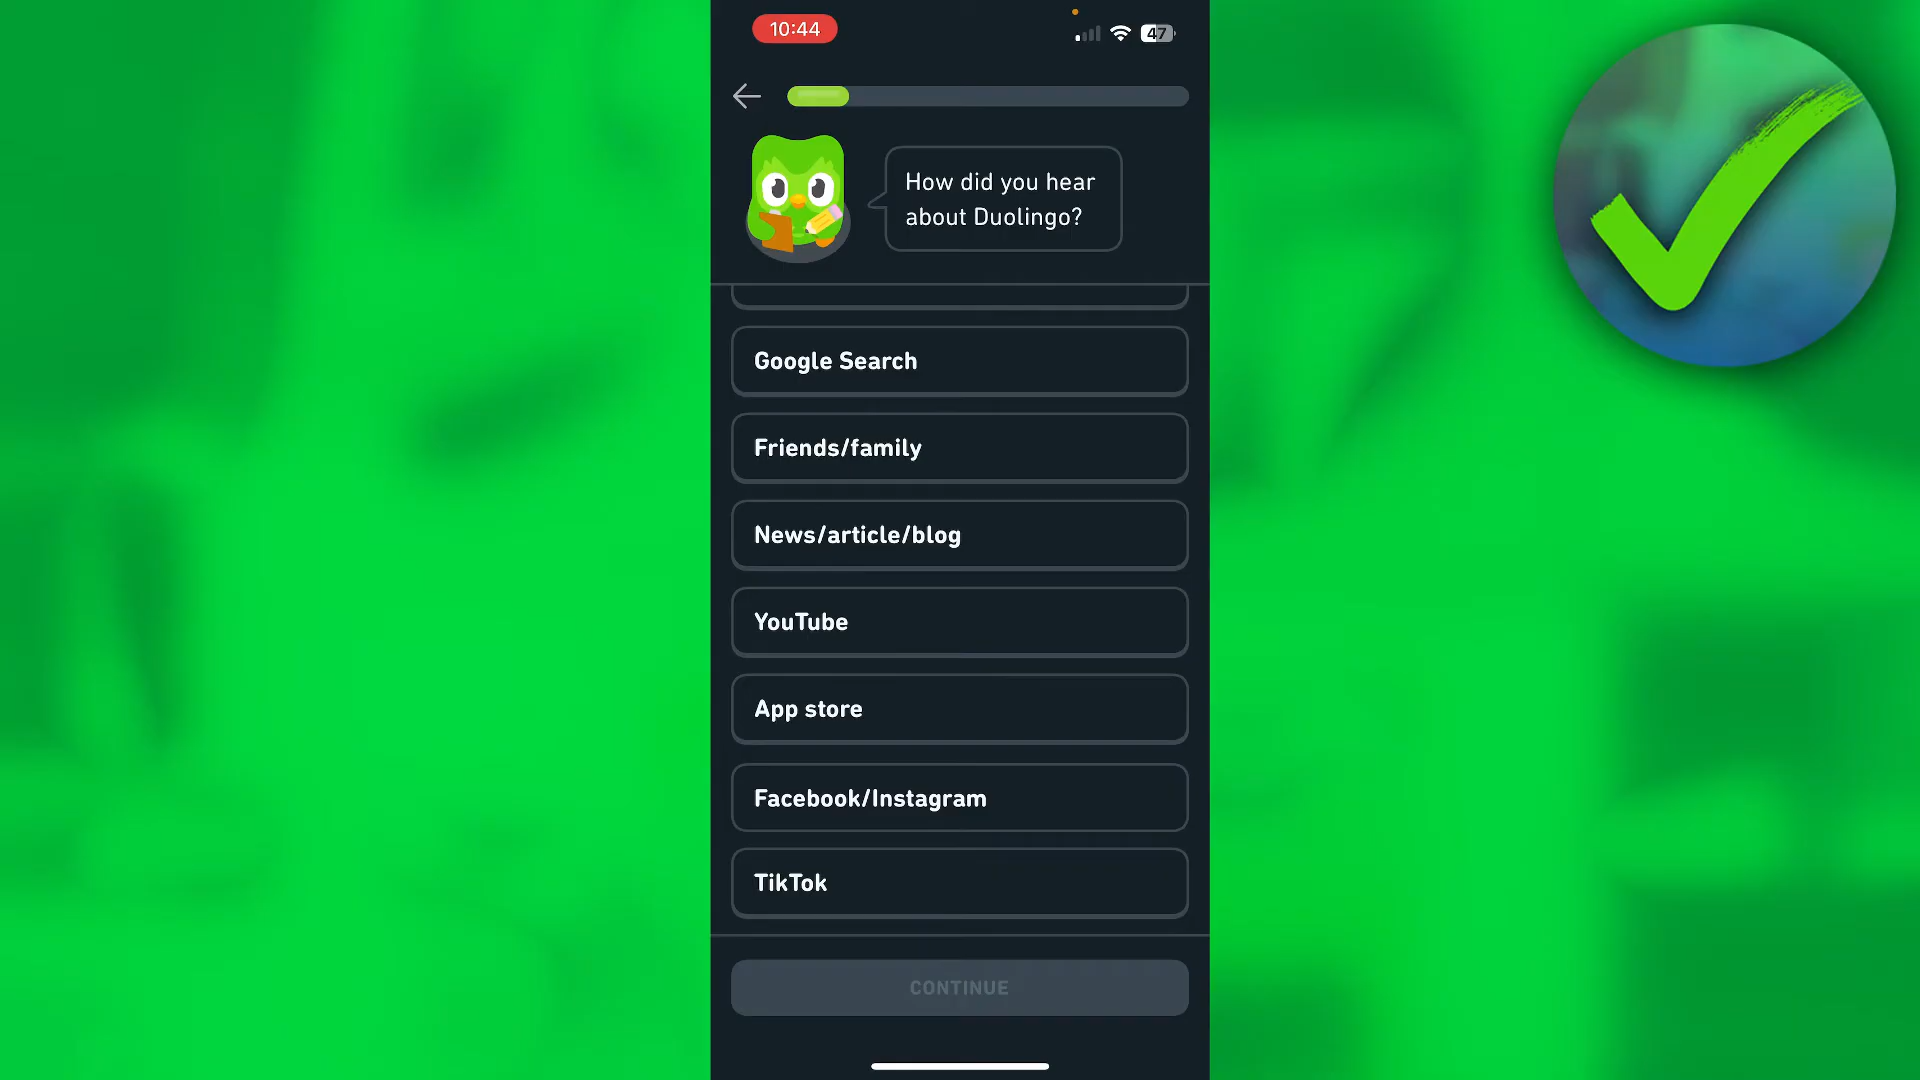 10:44
47
How did you hear
about Duolingo?
Google Search
Friends/family
News/article/blog
YouTube
App store
Facebook/Instagram
TikTok
CONTINUE